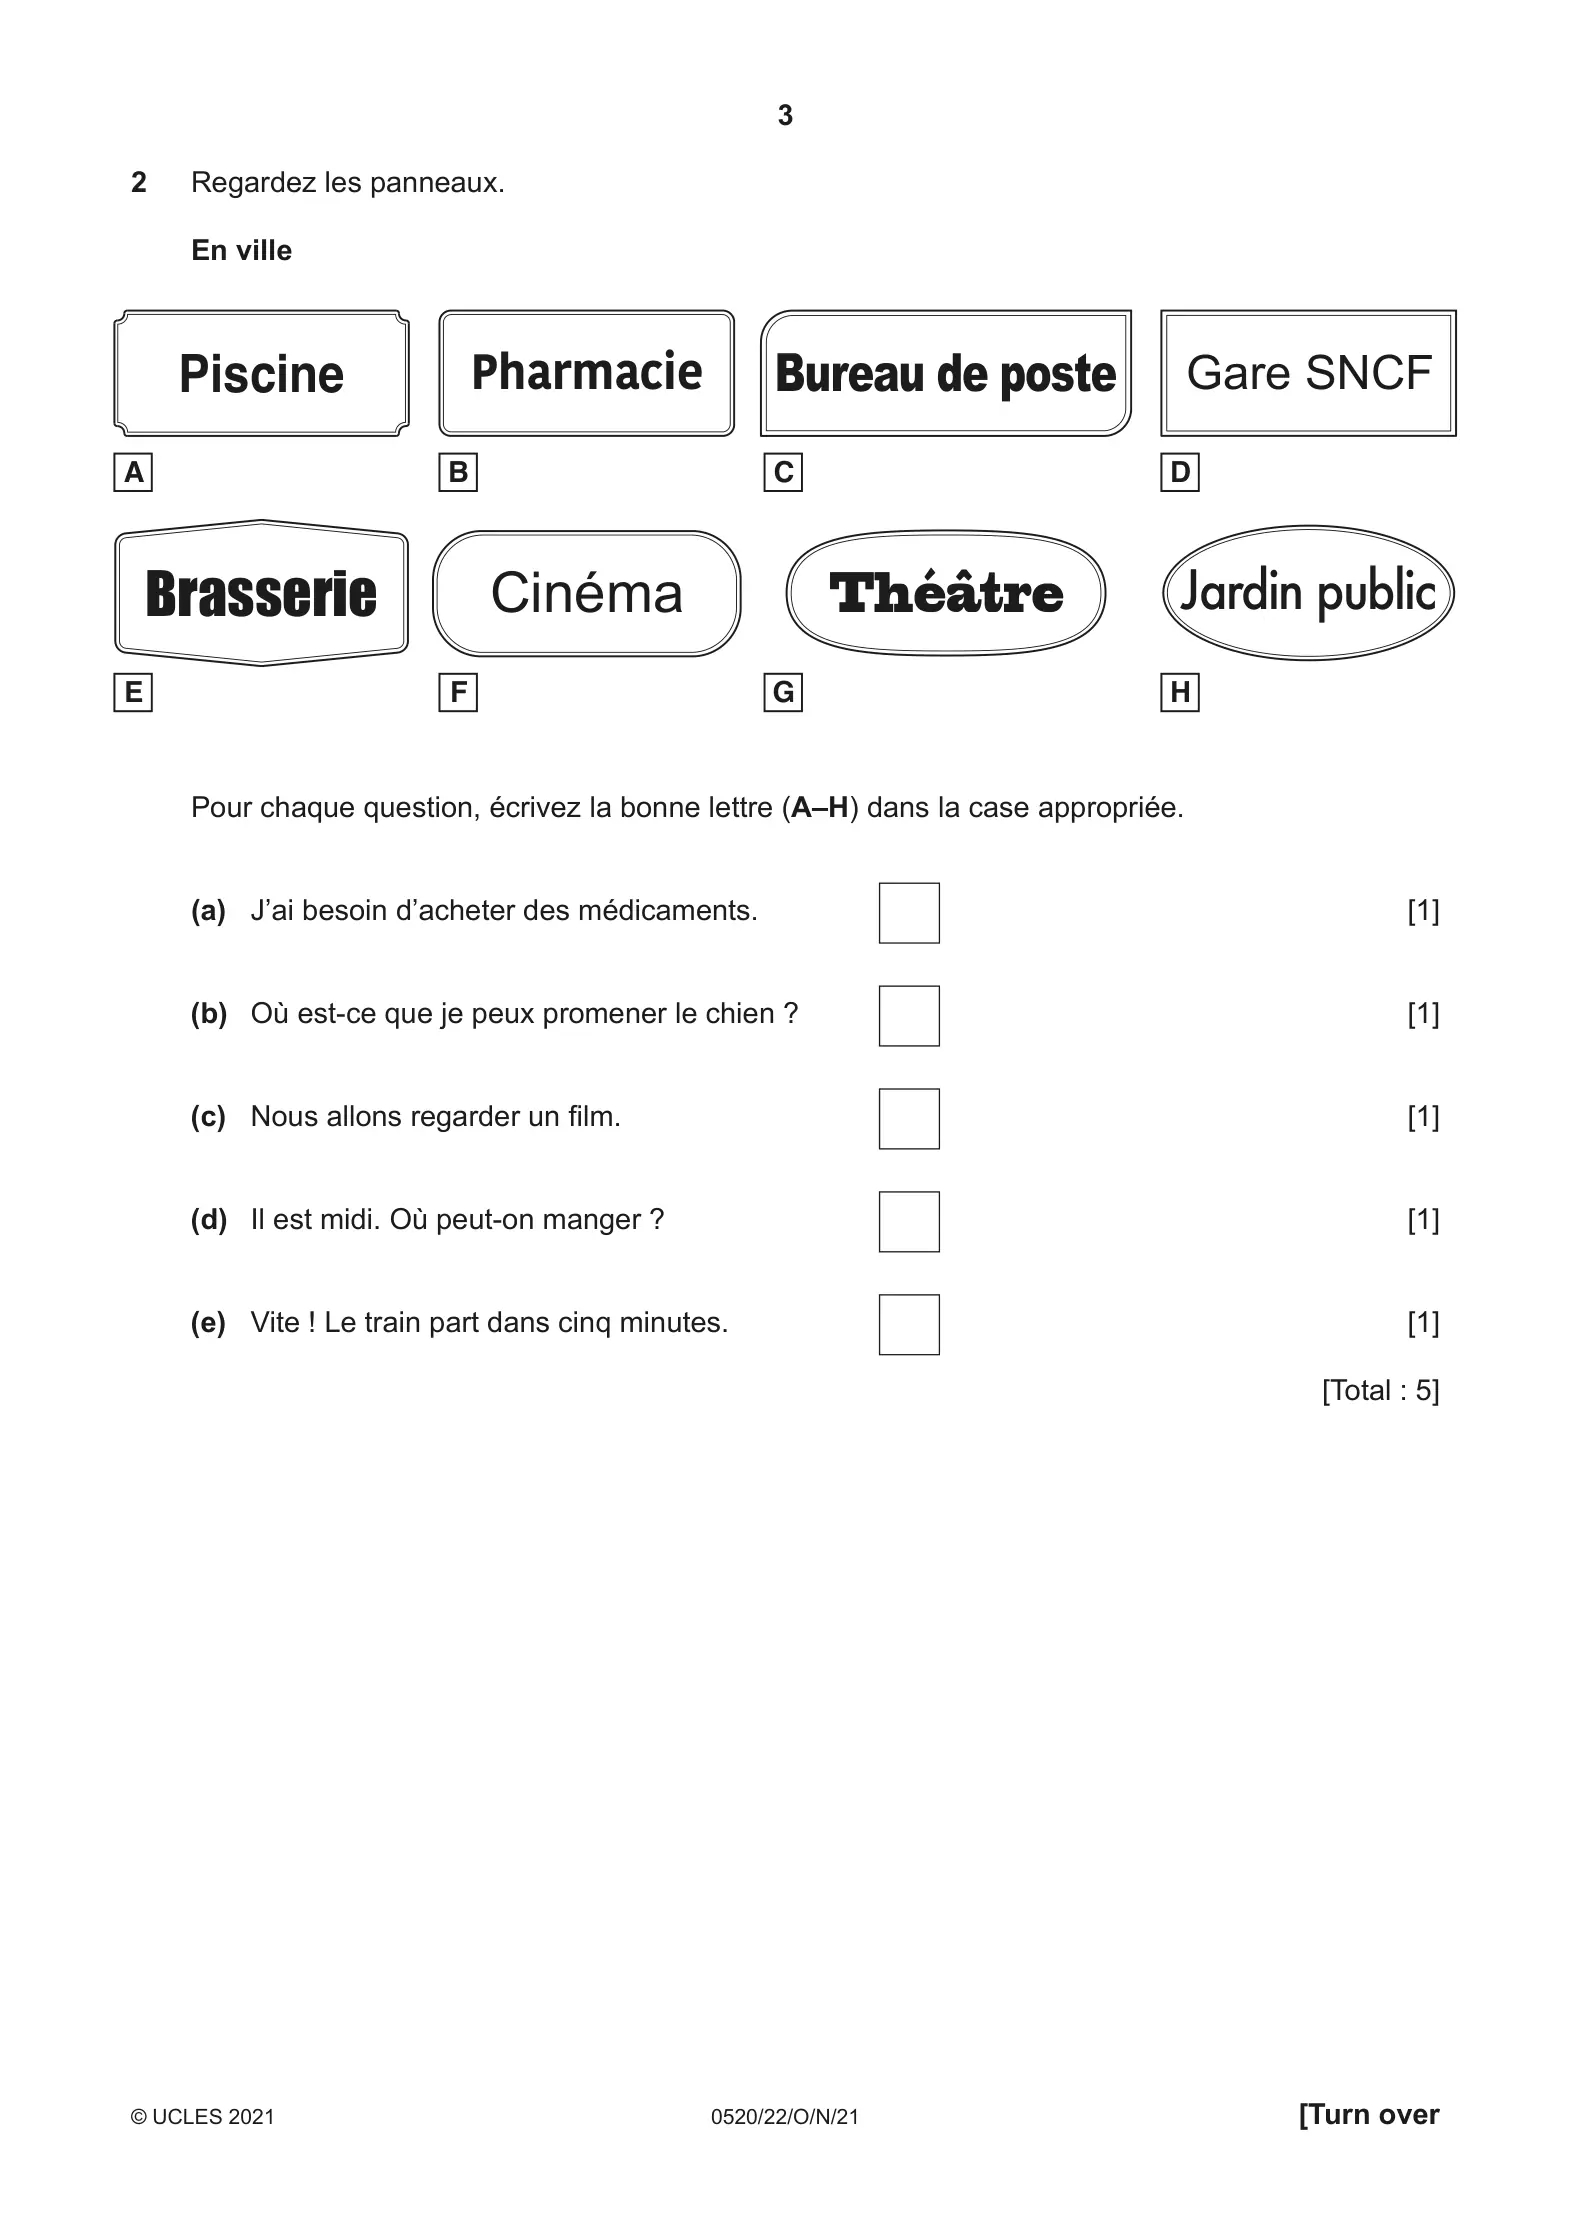 3
2 Regardez les panneaux.
En ville
Piscine Pharmacie Bureau de poste Gare SNCF
A B C D
Brasserie Cinéma Théâtre Jardin public
E F G H
Pour chaque question, écrivez la bonne lettre (A–H) dans la case appropriée.
(a) J’ai besoin d’acheter des médicaments. [1]
(b) Où est-ce que je peux promener le chien ? [1]
(c) Nous allons regarder un film. [1]
(d) Il est midi. Où peut-on manger ? [1]
(e) Vite ! Le train part dans cinq minutes. [1]
[Total : 5]
© UCLES 2021 0520/22/O/N/21 [Turn over